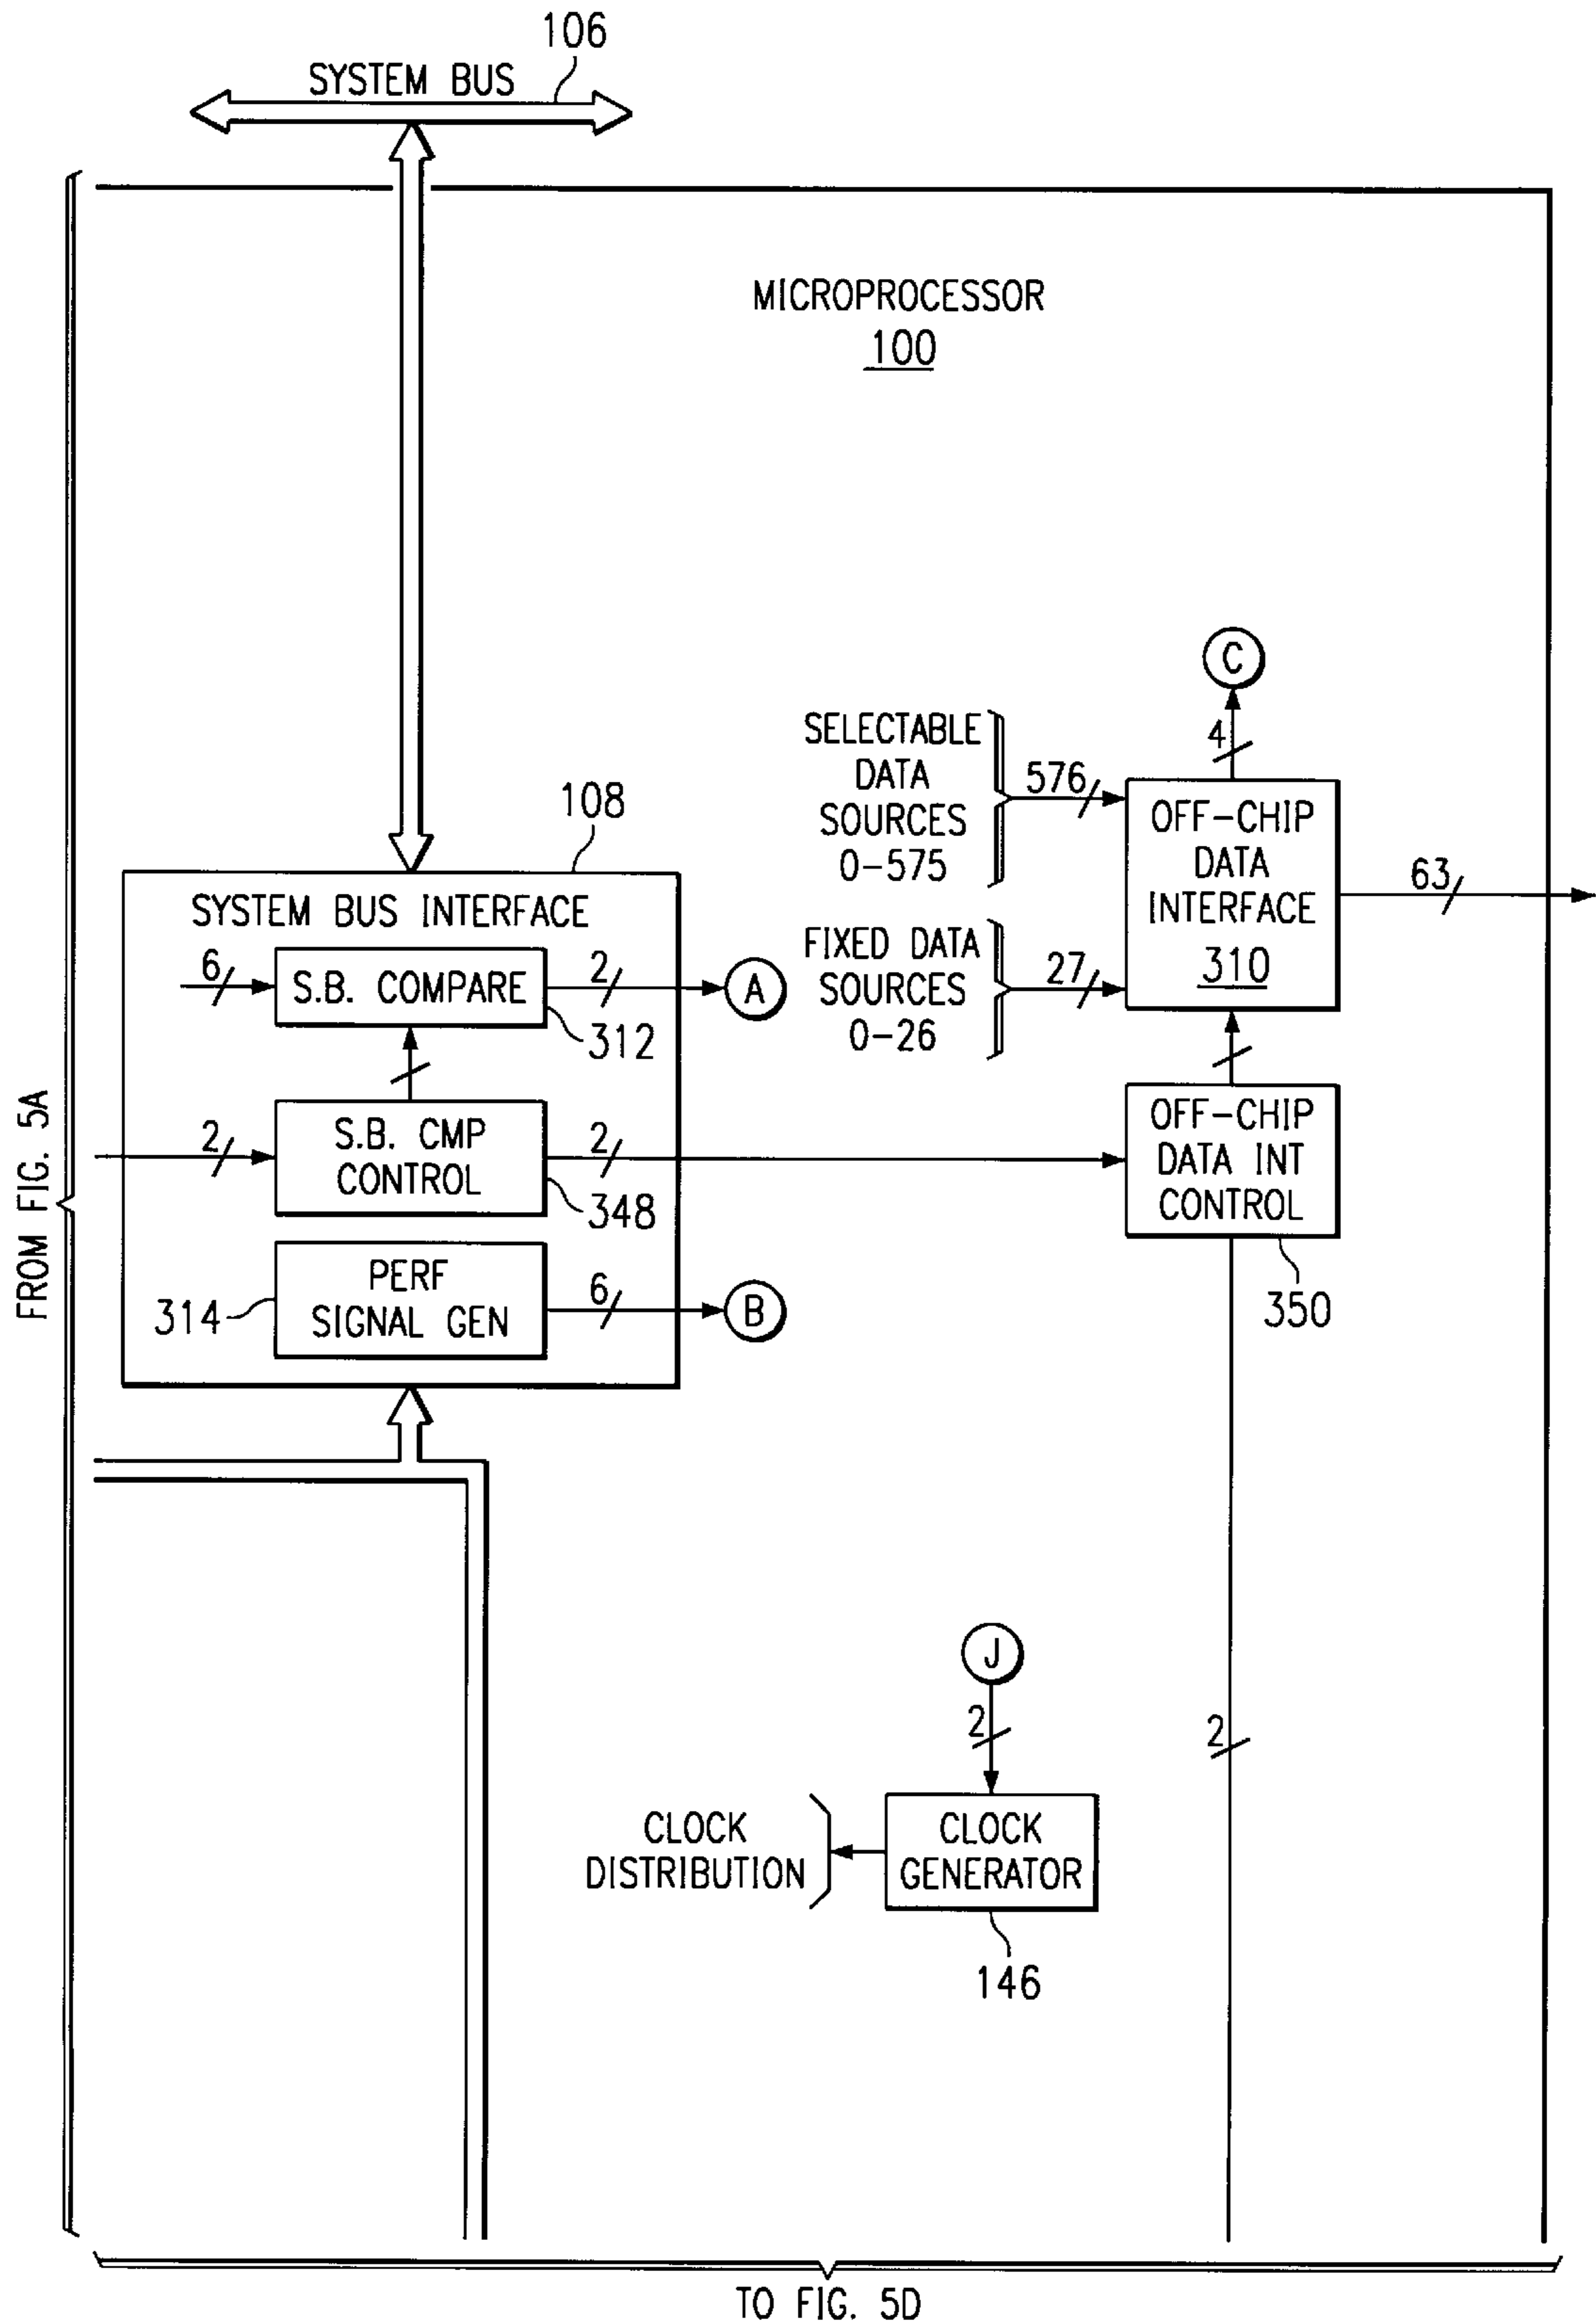 106
SYSTEM BUS
MICROPROCESSOR
100
C
4
SELECTABLE
DATA
SOURCES
0-575
576
OFF-CHIP
DATA
INTERFACE
310
63
108
SYSTEM BUS INTERFACE
6
S.B. COMPARE
2
A
312
FIXED DATA
SOURCES
0-26
27
2
S.B. CMP
CONTROL
2
348
OFF-CHIP
DATA INT
CONTROL
350
314
PERF
SIGNAL GEN
6
B
FROM FIG. 5A
J
2
2
CLOCK
DISTRIBUTION
CLOCK
GENERATOR
146
TO FIG. 5D